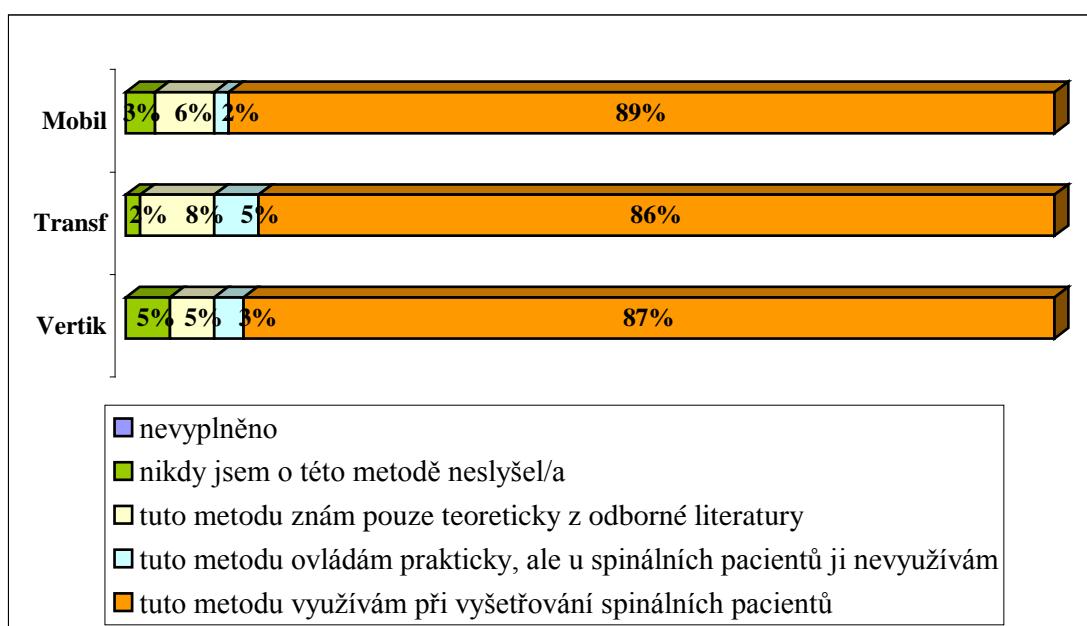 Mobil 3% 6% 2% 89%
Transf 2% 8% 5% 86%
Vertik 5% 5% 3% 87%
nevyplněno
nikdy jsem o této metodě neslyšel/a
tuto metodu znám pouze teoreticky z odborné literatury
tuto metodu ovládám prakticky, ale u spinálních pacientů ji nevyužívám
tuto metodu využívám při vyšetřování spinálních pacientů